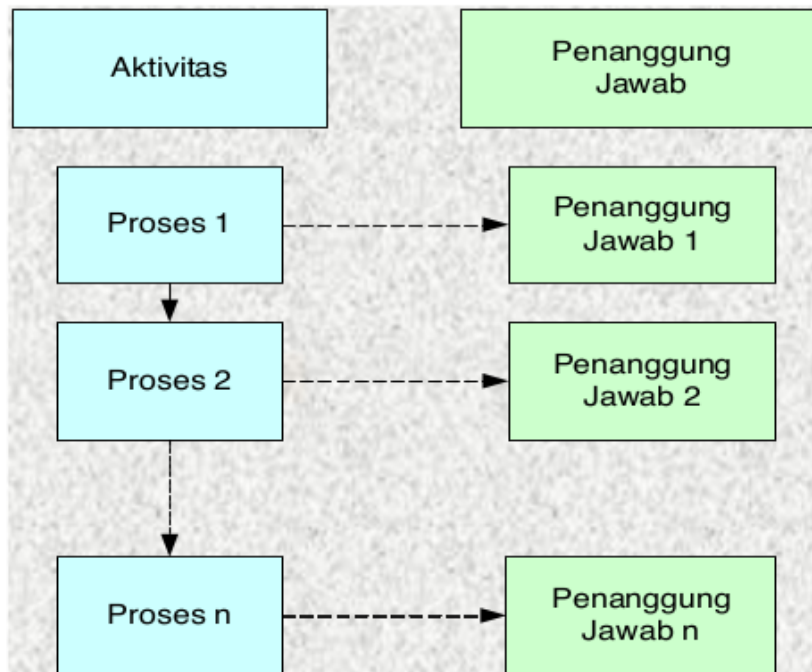 Aktivitas
Penanggung
Jawab
Proses 1
Penanggung
Jawab 1
Proses 2
Penanggung
Jawab 2
Proses n
Penanggung
Jawab n